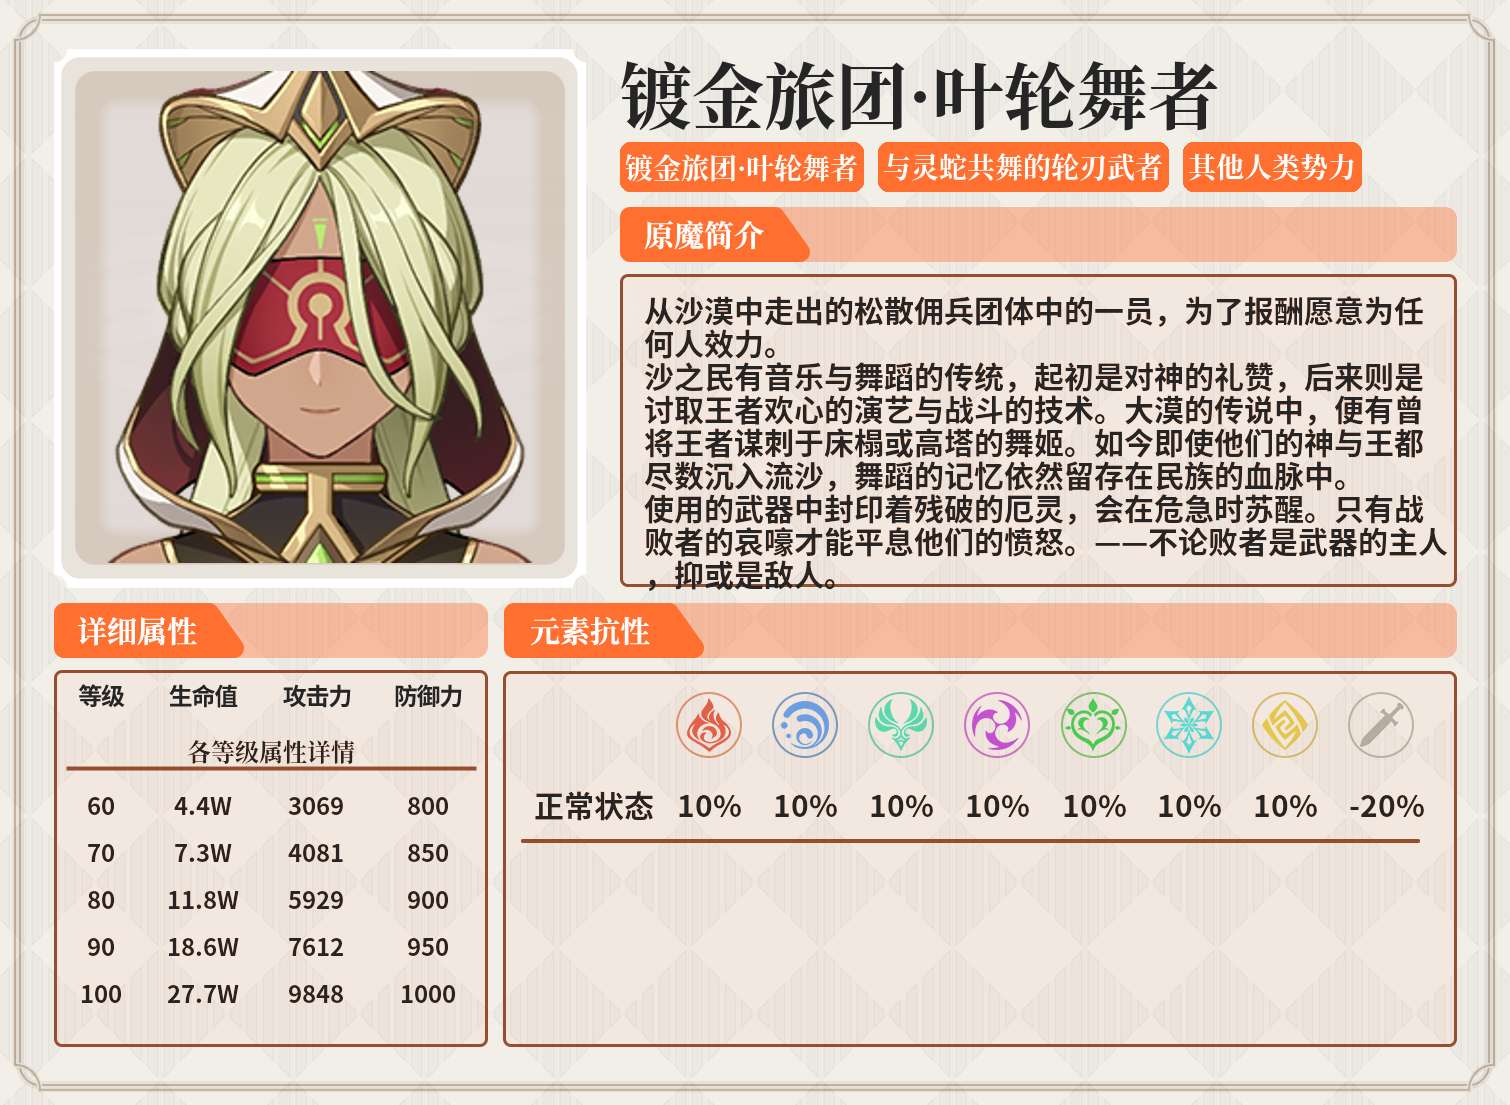 镀金旅团·叶轮舞者
镀金旅团·叶轮舞者 与灵蛇共舞的轮刃武者 其他人类势力
原魔简介
从沙漠中走出的松散佣兵团体中的一员，为了报酬愿意为任
何人效力。
沙之民有音乐与舞蹈的传统，起初是对神的礼赞，后来则是
讨取王者欢心的演艺与战斗的技术。大漠的传说中，便有曾
将王者谋刺于床榻或高塔的舞姬。如今即使他们的神与王都
尽数沉入流沙，舞蹈的记忆依然留存在民族的血脉中。
使用的武器中封印着残破的厄灵，会在危急时苏醒。只有战
败者的哀嚎才能平息他们的愤怒。——不论败者是武器的主人
，抑或是敌人。
详细属性
等级 生命值 攻击力 防御力
各等级属性详情
60 4.4W 3069 800
70 7.3W 4081 850
80 11.8W 5929 900
90 18.6W 7612 950
100 27.7W 9848 1000
元素抗性
正常状态 10% 10% 10% 10% 10% 10% 10% -20%